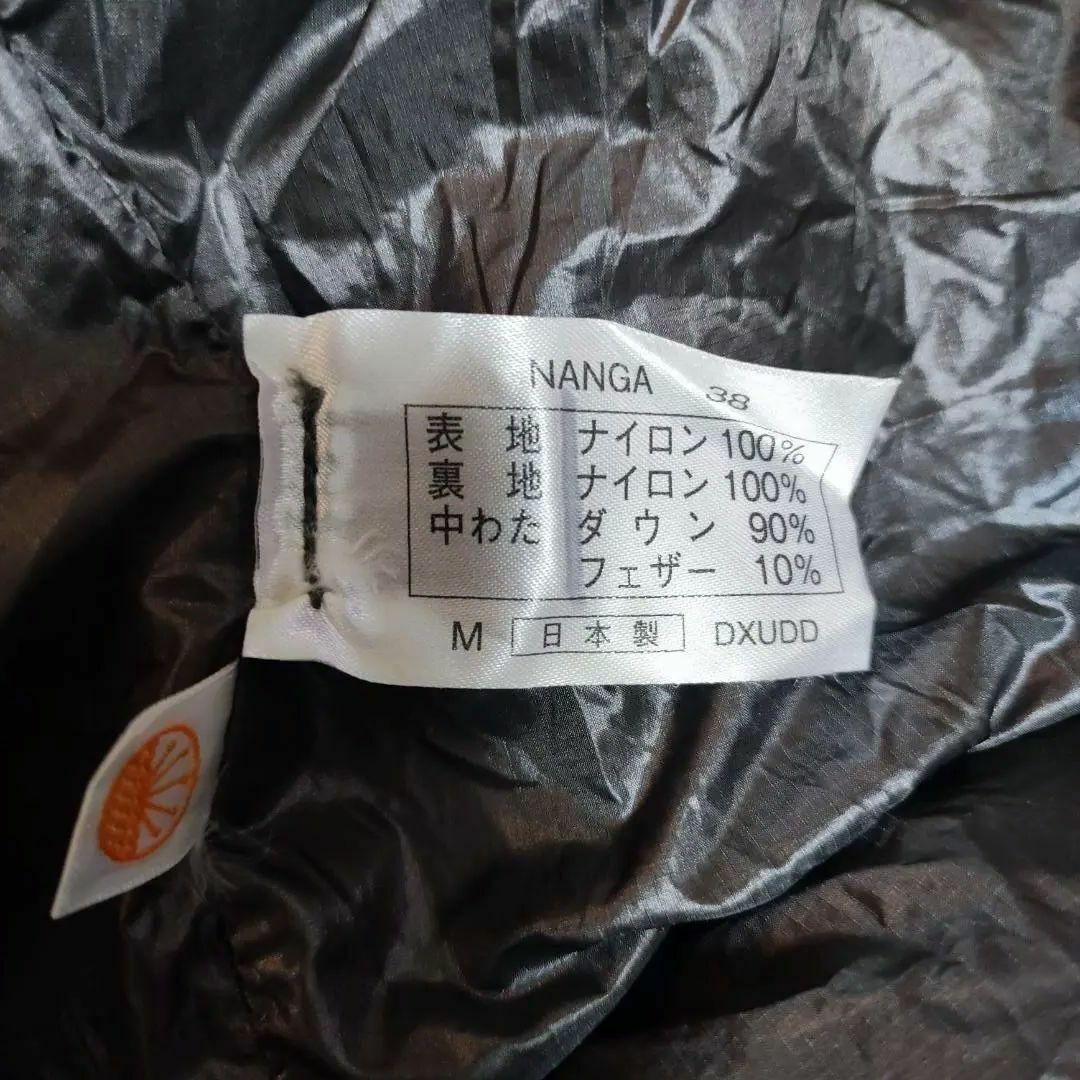 NANGA 38
表 地 ナイロン 100%
裏 地 ナイロン 100%
中わた ダウン 90%
フェザー 10%
M 日本製 DXUDD